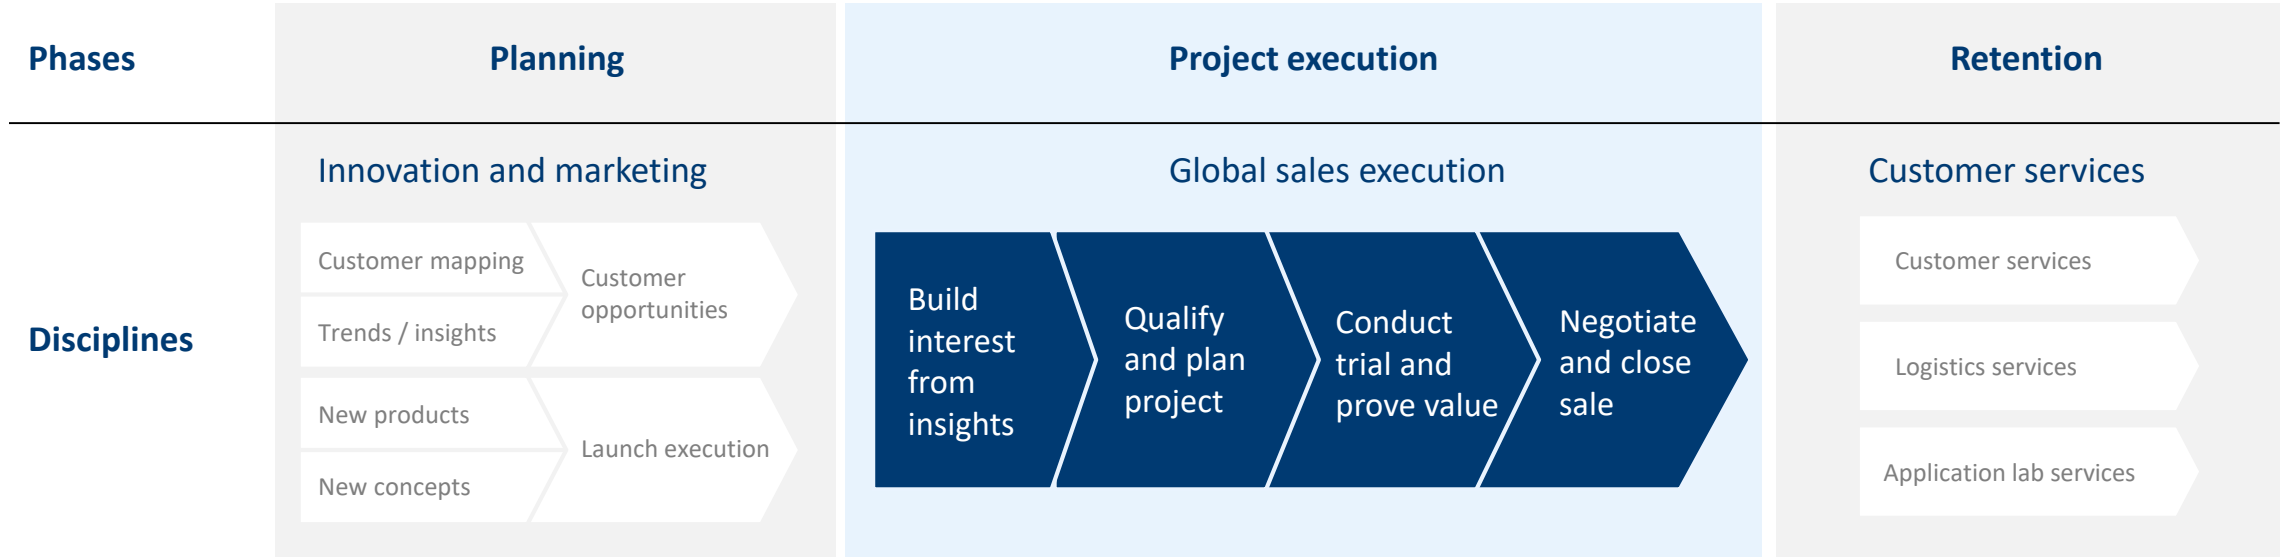 Phases
Planning
Project execution
Retention
Disciplines
Innovation and marketing
Customer mapping
Trends / insights
Customer
opportunities
New products
New concepts
Launch execution
Global sales execution
Build
interest
from
insights
Qualify
and plan
project
Conduct
trial and
prove value
Negotiate
and close
sale
Customer services
Customer services
Logistics services
Application lab services